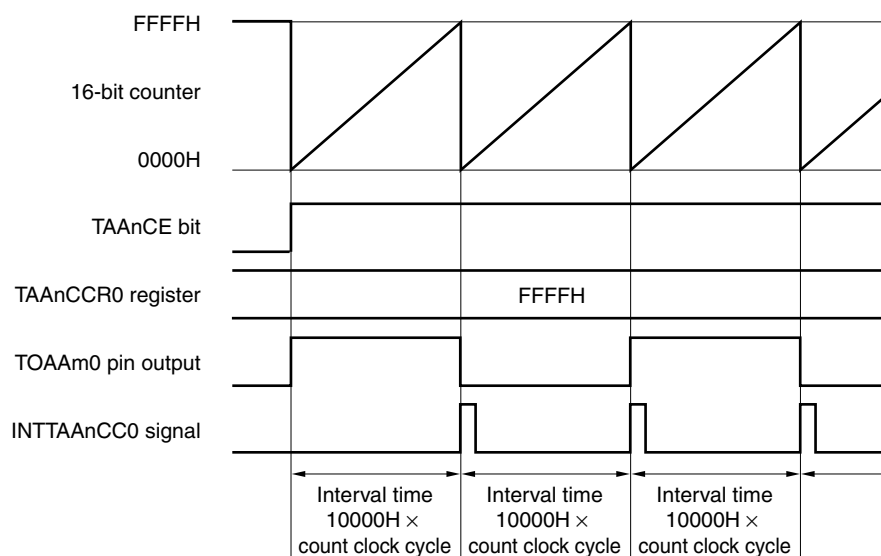 FFFFH
16-bit counter
0000H
TAAnCE bit
TAAnCCR0 register
FFFFH
TOAAm0 pin output
INTTAAnCC0 signal
Interval time
10000H ×
count clock cycle
Interval time
10000H ×
count clock cycle
Interval time
10000H ×
count clock cycle